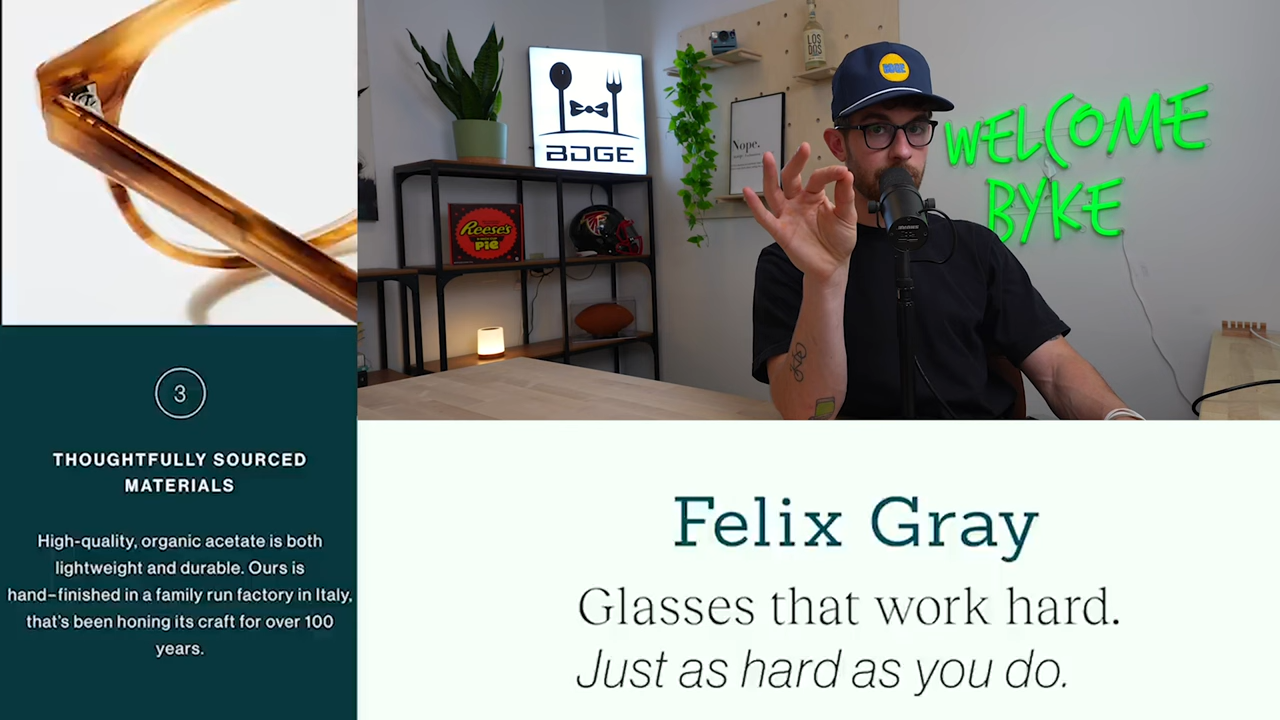 3
THOUGHTFULLY SOURCED
MATERIALS
High-quality, organic acetate is both
lightweight and durable. Ours is
hand-finished in a family run factory in Italy,
that's been honing its craft for over 100
years.
BDGE
Reese's
PIE
LOS
DOS
Nope.
BDGE
WELCOME
BYKE
Felix Gray
Glasses that work hard.
Just as hard as you do.